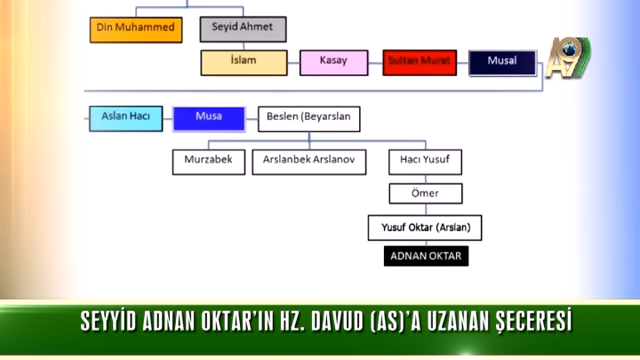 Din Muhammed
Seyid Ahmet
İslam
Kasay
Sultan Murat
Musal
A9
Aslan Hacı
Musa
Beslen (Beyarslan
Murzabek
Arslanbek Arslanov
Hacı Yusuf
Ömer
Yusuf Oktar (Arslan)
ADNAN OKTAR
SEYYİD ADNAN OKTAR'IN HZ. DAVUD (AS)'A UZANAN ŞECERESİ